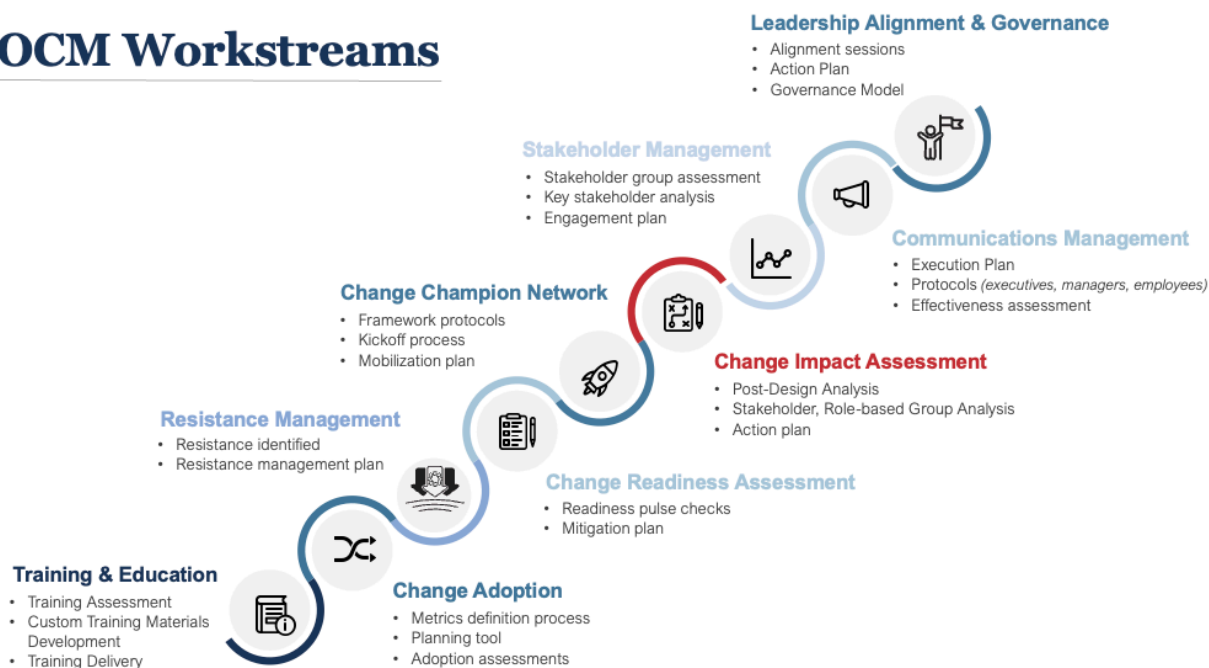 OCM Workstreams
Leadership Alignment & Governance
• Alignment sessions
• Action Plan
• Governance Model
Stakeholder Management
• Stakeholder group assessment
• Key stakeholder analysis
• Engagement plan
Communications Management
• Execution Plan
• Protocols (executives, managers, employees)
• Effectiveness assessment
Change Champion Network
• Framework protocols
• Kickoff process
• Mobilization plan
Change Impact Assessment
• Post-Design Analysis
• Stakeholder, Role-based Group Analysis
• Action plan
Resistance Management
• Resistance identified
• Resistance management plan
Change Readiness Assessment
• Readiness pulse checks
• Mitigation plan
Training & Education
• Training Assessment
• Custom Training Materials
Development
• Training Delivery
Change Adoption
• Metrics definition process
• Planning tool
• Adoption assessments